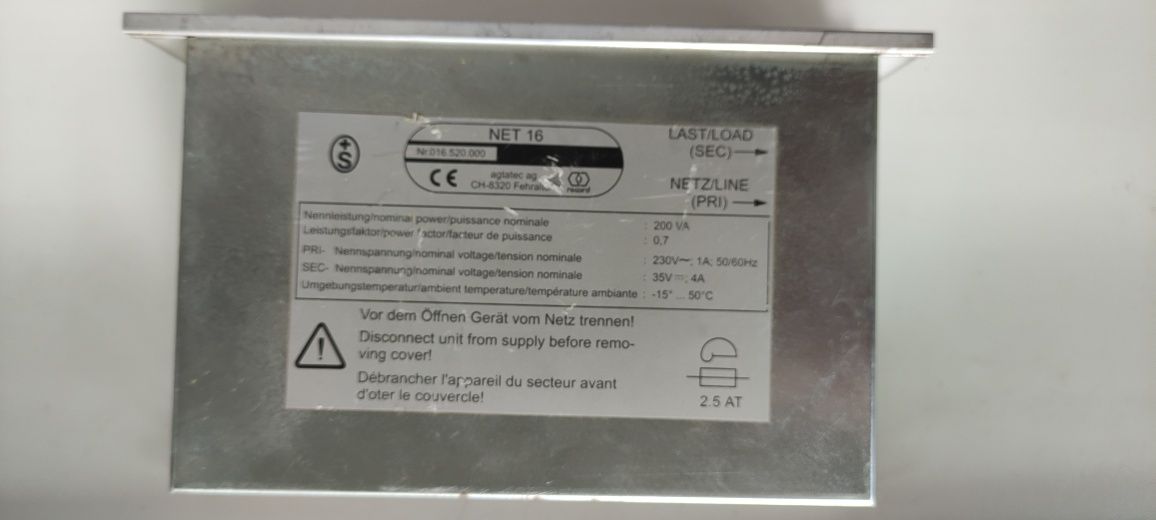 NET 16
LAST/LOAD
(SEC)
Nr.016.520.000
CE
agtatec ag
CH-8320
record
NETZ/LINE
(PRI)
S
Nennleistung/nominal power/puissance nominale : 200 VA
Leistungsfaktor/power factor/facteur de puissance : 0,7
PRI- Nennspannung/nominal voltage/tension nominale : 230V~; 1A; 50/60Hz
SEC- Nennspannung/nominal voltage/tension nominale : 35V⎓; 4A
Umgebungstemperatur/ambient temperature/température ambiante : -15° ... 50°C
Vor dem Öffnen Gerät vom Netz trennen!
Disconnect unit from supply before remo-
ving cover!
Débrancher l'appareil du secteur avant
d'oter le couvercle!
2.5 AT